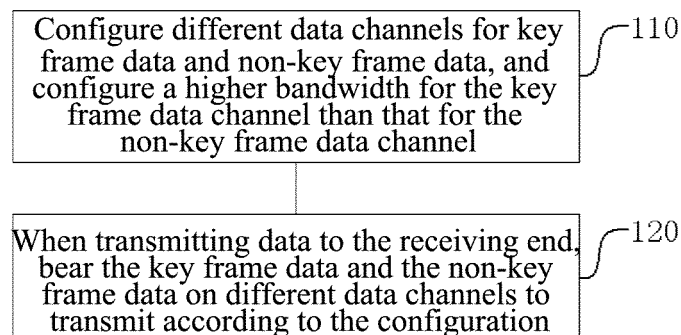 Configure different data channels for key
frame data and non-key frame data, and
configure a higher bandwidth for the key
frame data channel than that for the
non-key frame data channel
110
When transmitting data to the receiving end,
bear the key frame data and the non-key
frame data on different data channels to
transmit according to the configuration
120